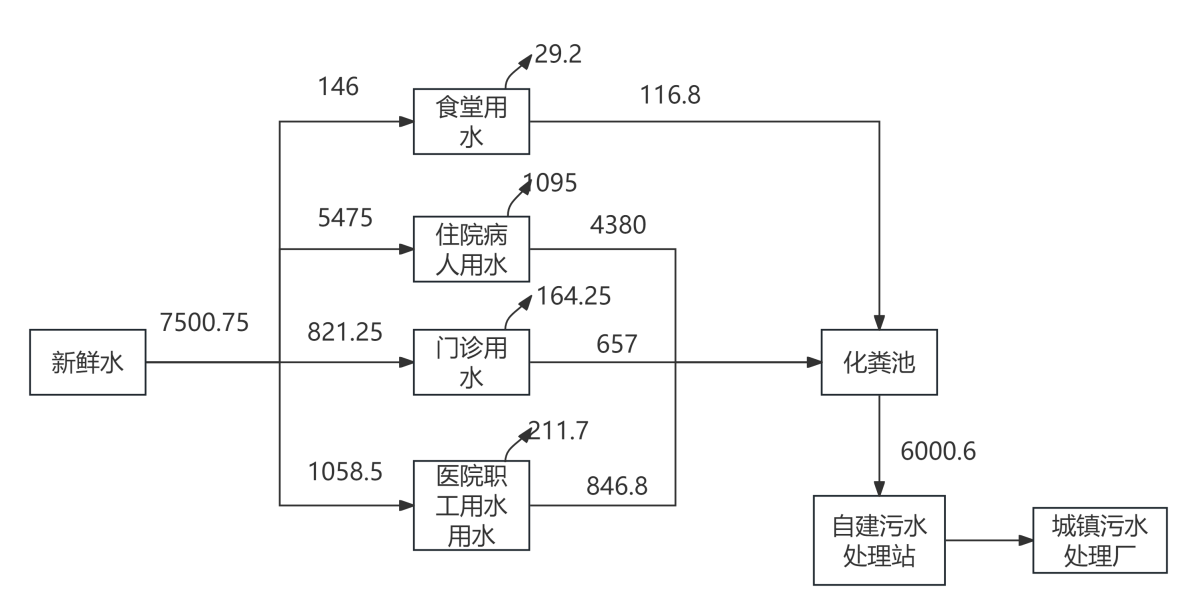 29.2
146
116.8
食堂用
水
1095
5475
4380
住院病
人用水
164.25
7500.75
821.25
657
新鲜水
门诊用
水
化粪池
211.7
1058.5
846.8
医院职
工用水
用水
6000.6
自建污水
处理站
城镇污水
处理厂